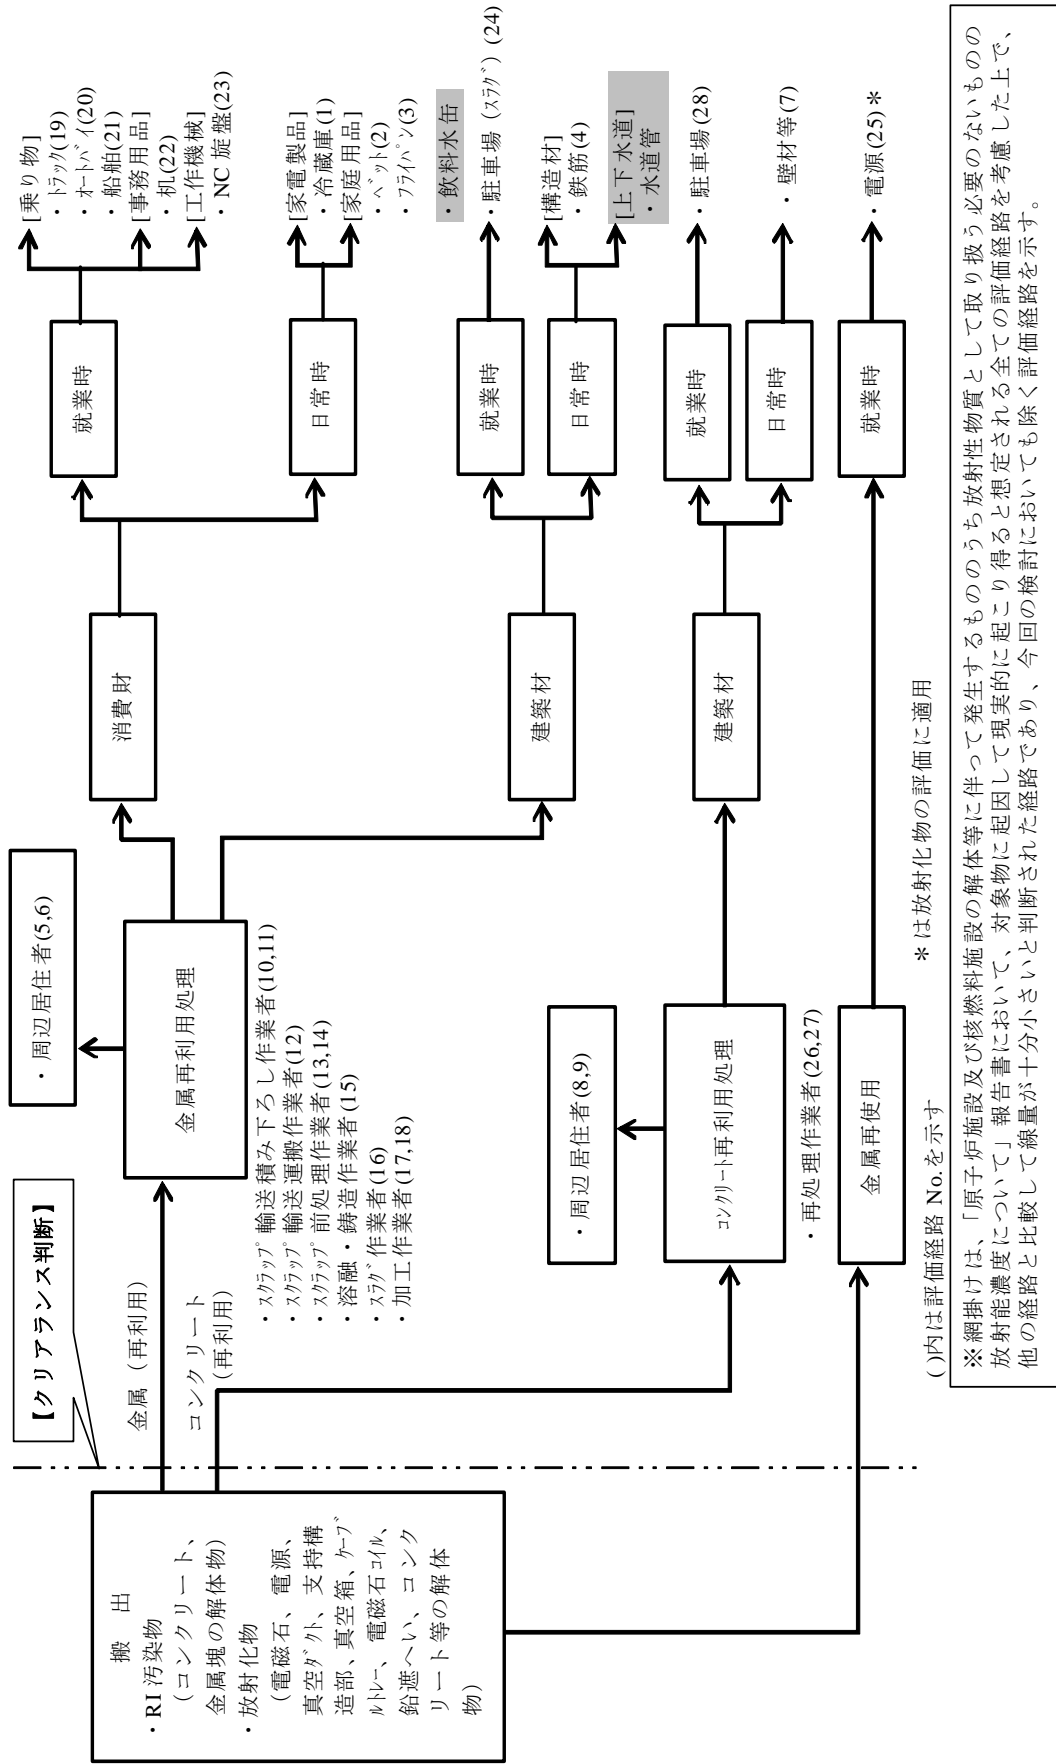 搬　出
・RI 汚染物
（コンクリート、
金属塊の解体物）
・放射化物
（電磁石、電源、
真空ﾀﾞｸﾄ、支持構
造部、真空箱、ｹｰﾌﾞ
ﾙﾄﾚｰ、電磁石ｺｲﾙ、
鉛遮へい、コンク
リート等の解体
物）
【クリアランス判断】
金属（再利用）
コンクリート
（再利用）
・周辺居住者(5,6)
金属再利用処理
・ｽｸﾗｯﾌﾟ輸送積み下ろし作業者(10,11)
・ｽｸﾗｯﾌﾟ輸送運搬作業者(12)
・ｽｸﾗｯﾌﾟ前処理作業者(13,14)
・溶融・鋳造作業者(15)
・ｽﾗｸﾞ作業者(16)
・加工作業者(17,18)
・周辺居住者(8,9)
ｺﾝｸﾘｰﾄ再利用処理
・再処理作業者(26,27)
金属再使用
消費財
建築材
建築材
就業時
日常時
就業時
日常時
就業時
日常時
就業時
[乗り物]
・ﾄﾗｯｸ(19)
・ｵｰﾄﾊﾞｲ(20)
・船舶(21)
[事務用品]
・机(22)
[工作機械]
・NC 旋盤(23)
[家電製品]
・冷蔵庫(1)
[家庭用品]
・ﾍﾞｯﾄ(2)
・ﾌﾗｲﾊﾟﾝ(3)
・飲料水缶
・駐車場（ｽﾗｸﾞ）(24)
[構造材]
・鉄筋(4)
[上下水道]
・水道管
・駐車場(28)
・壁材等(7)
・電源(25)＊
( )内は評価経路 No.を示す
＊は放射化物の評価に適用
※網掛けは、「原子炉施設及び核燃料施設の解体等に伴って発生するもののうち放射性物質として取り扱う必要のないものの
放射能濃度について」報告書において、対象物に起因して現実的に起こり得ると想定される全ての評価経路を考慮した上で、
他の経路と比較して線量が十分小さいと判断された経路であり、今回の検討においても除く評価経路を示す。